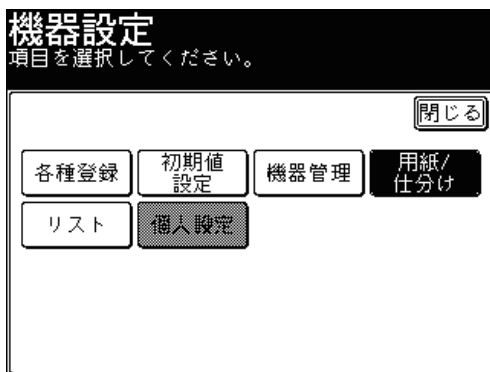 機器設定
項目を選択してください。
閉じる
各種登録
初期値
設定
機器管理
用紙/
仕分け
リスト
個人設定